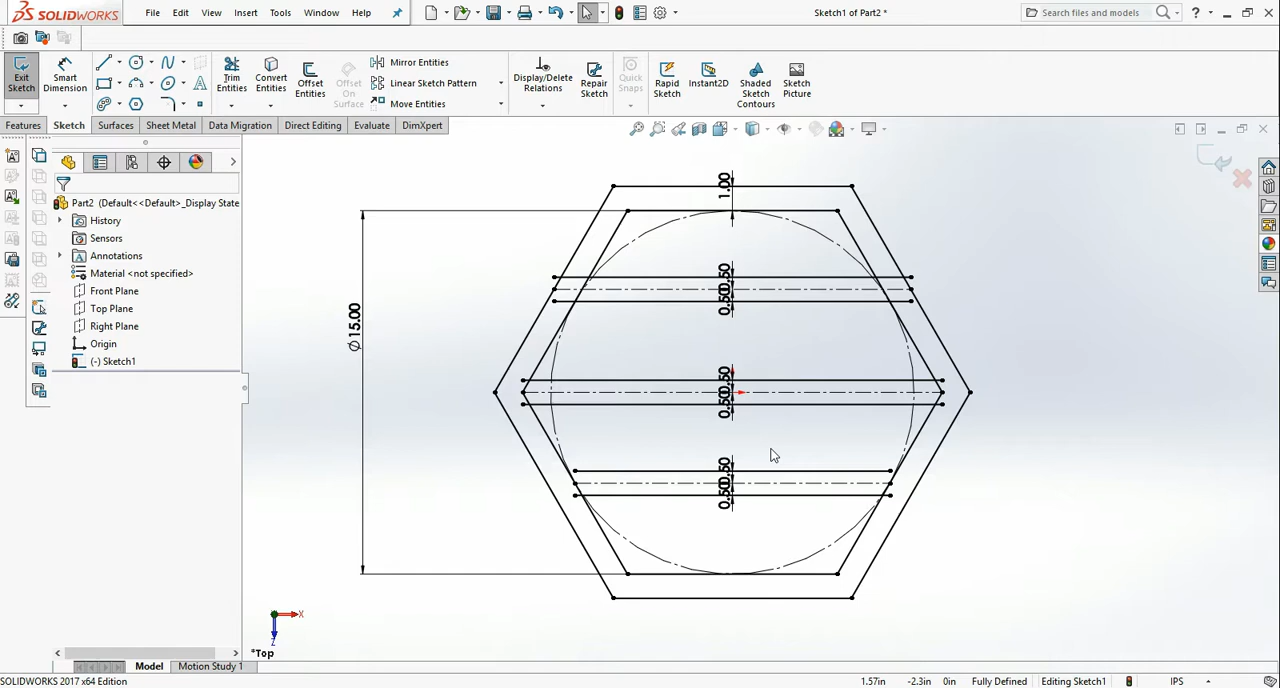 SOLIDWORKS File Edit View Insert Tools Window Help Sketch1 of Part2 * Search files and models
Exit Sketch
Smart Dimension
Trim Entities
Convert Entities
Offset Entities
Offset On Surface
Mirror Entities
Linear Sketch Pattern
Move Entities
Display/Delete Relations
Repair Sketch
Quick Snaps
Rapid Sketch
Instant2D
Shaded Sketch Contours
Sketch Picture
Features Sketch Surfaces Sheet Metal Data Migration Direct Editing Evaluate DimXpert
Part2 (Default<<Default>_Display State
History
Sensors
Annotations
Material <not specified>
Front Plane
Top Plane
Right Plane
Origin
(-) Sketch1
1.00
0.50
0.50
∅15.00
0.50
0.50
0.50
0.50
X
Z
*Top
Model Motion Study 1
SOLIDWORKS 2017 x64 Edition 1.57in -2.3in 0in Fully Defined Editing Sketch1 IPS